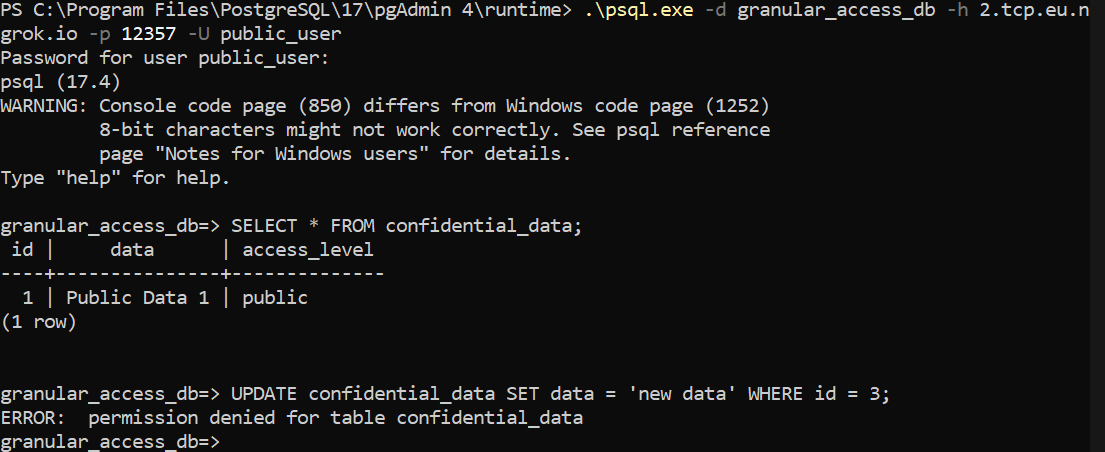 PS C:\Program Files\PostgreSQL\17\pgAdmin 4\runtime> .\psql.exe -d granular_access_db -h 2.tcp.eu.n
grok.io -p 12357 -U public_user
Password for user public_user:
psql (17.4)
WARNING: Console code page (850) differs from Windows code page (1252)
         8-bit characters might not work correctly. See psql reference
         page "Notes for Windows users" for details.
Type "help" for help.

granular_access_db=> SELECT * FROM confidential_data;
 id |     data      | access_level
----+---------------+--------------
  1 | Public Data 1 | public
(1 row)


granular_access_db=> UPDATE confidential_data SET data = 'new data' WHERE id = 3;
ERROR:  permission denied for table confidential_data
granular_access_db=>